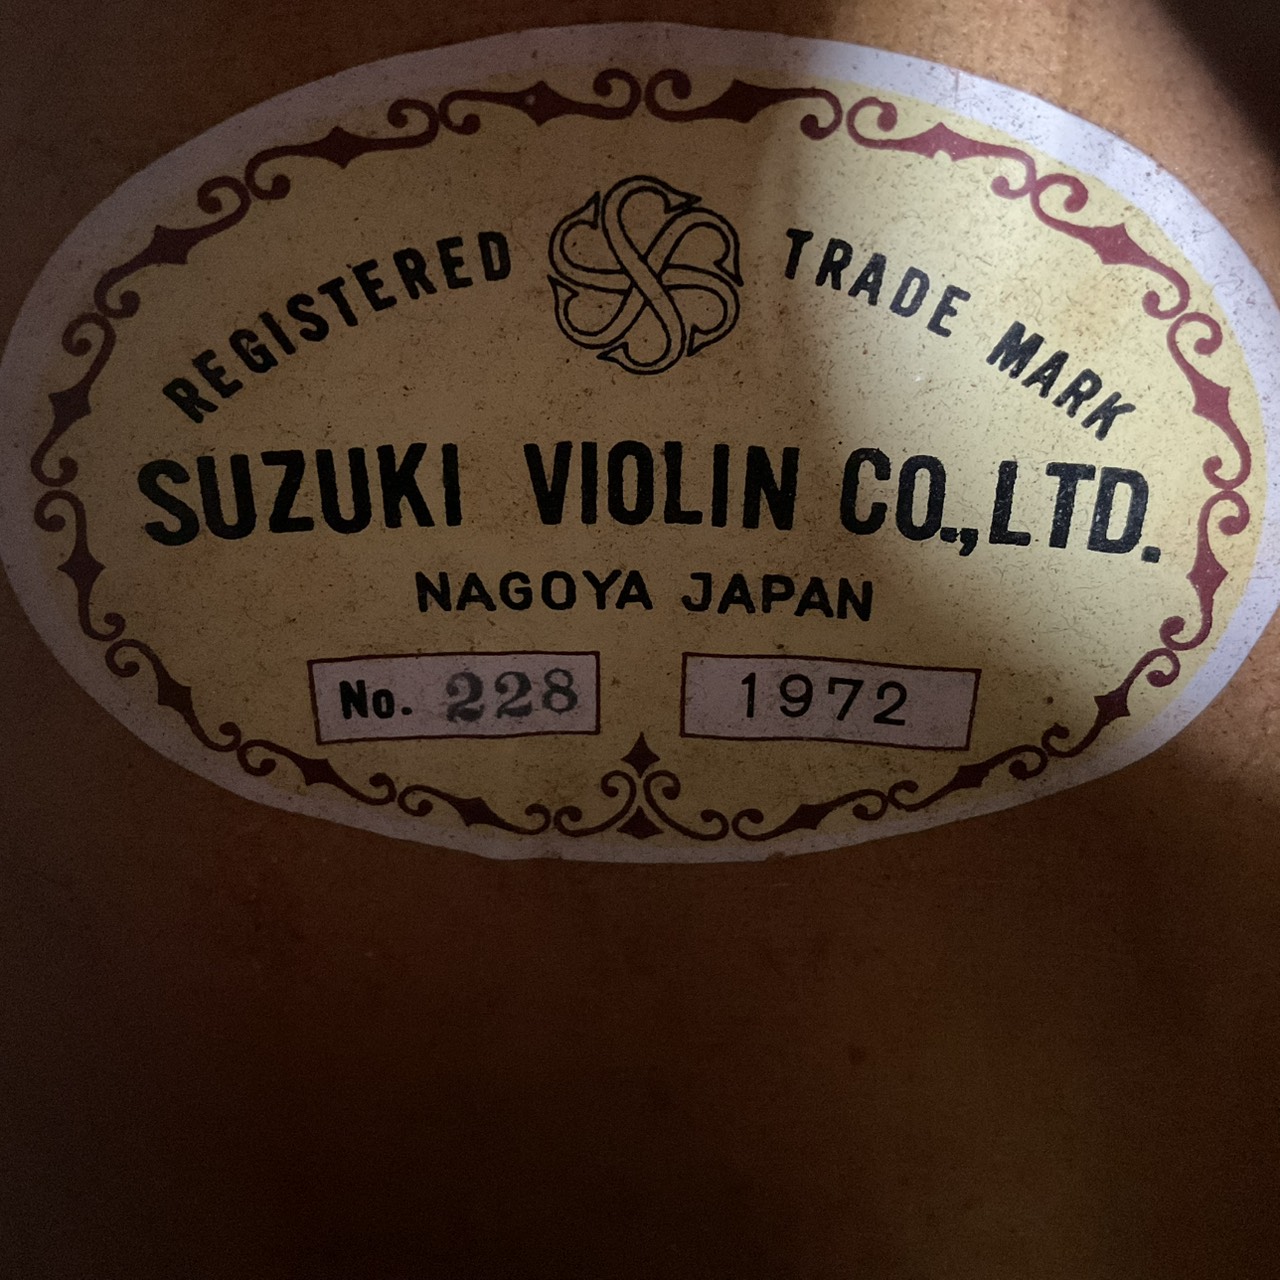 REGISTERED TRADE MARK
SUZUKI VIOLIN CO., LTD.
NAGOYA JAPAN
No. 228 1972